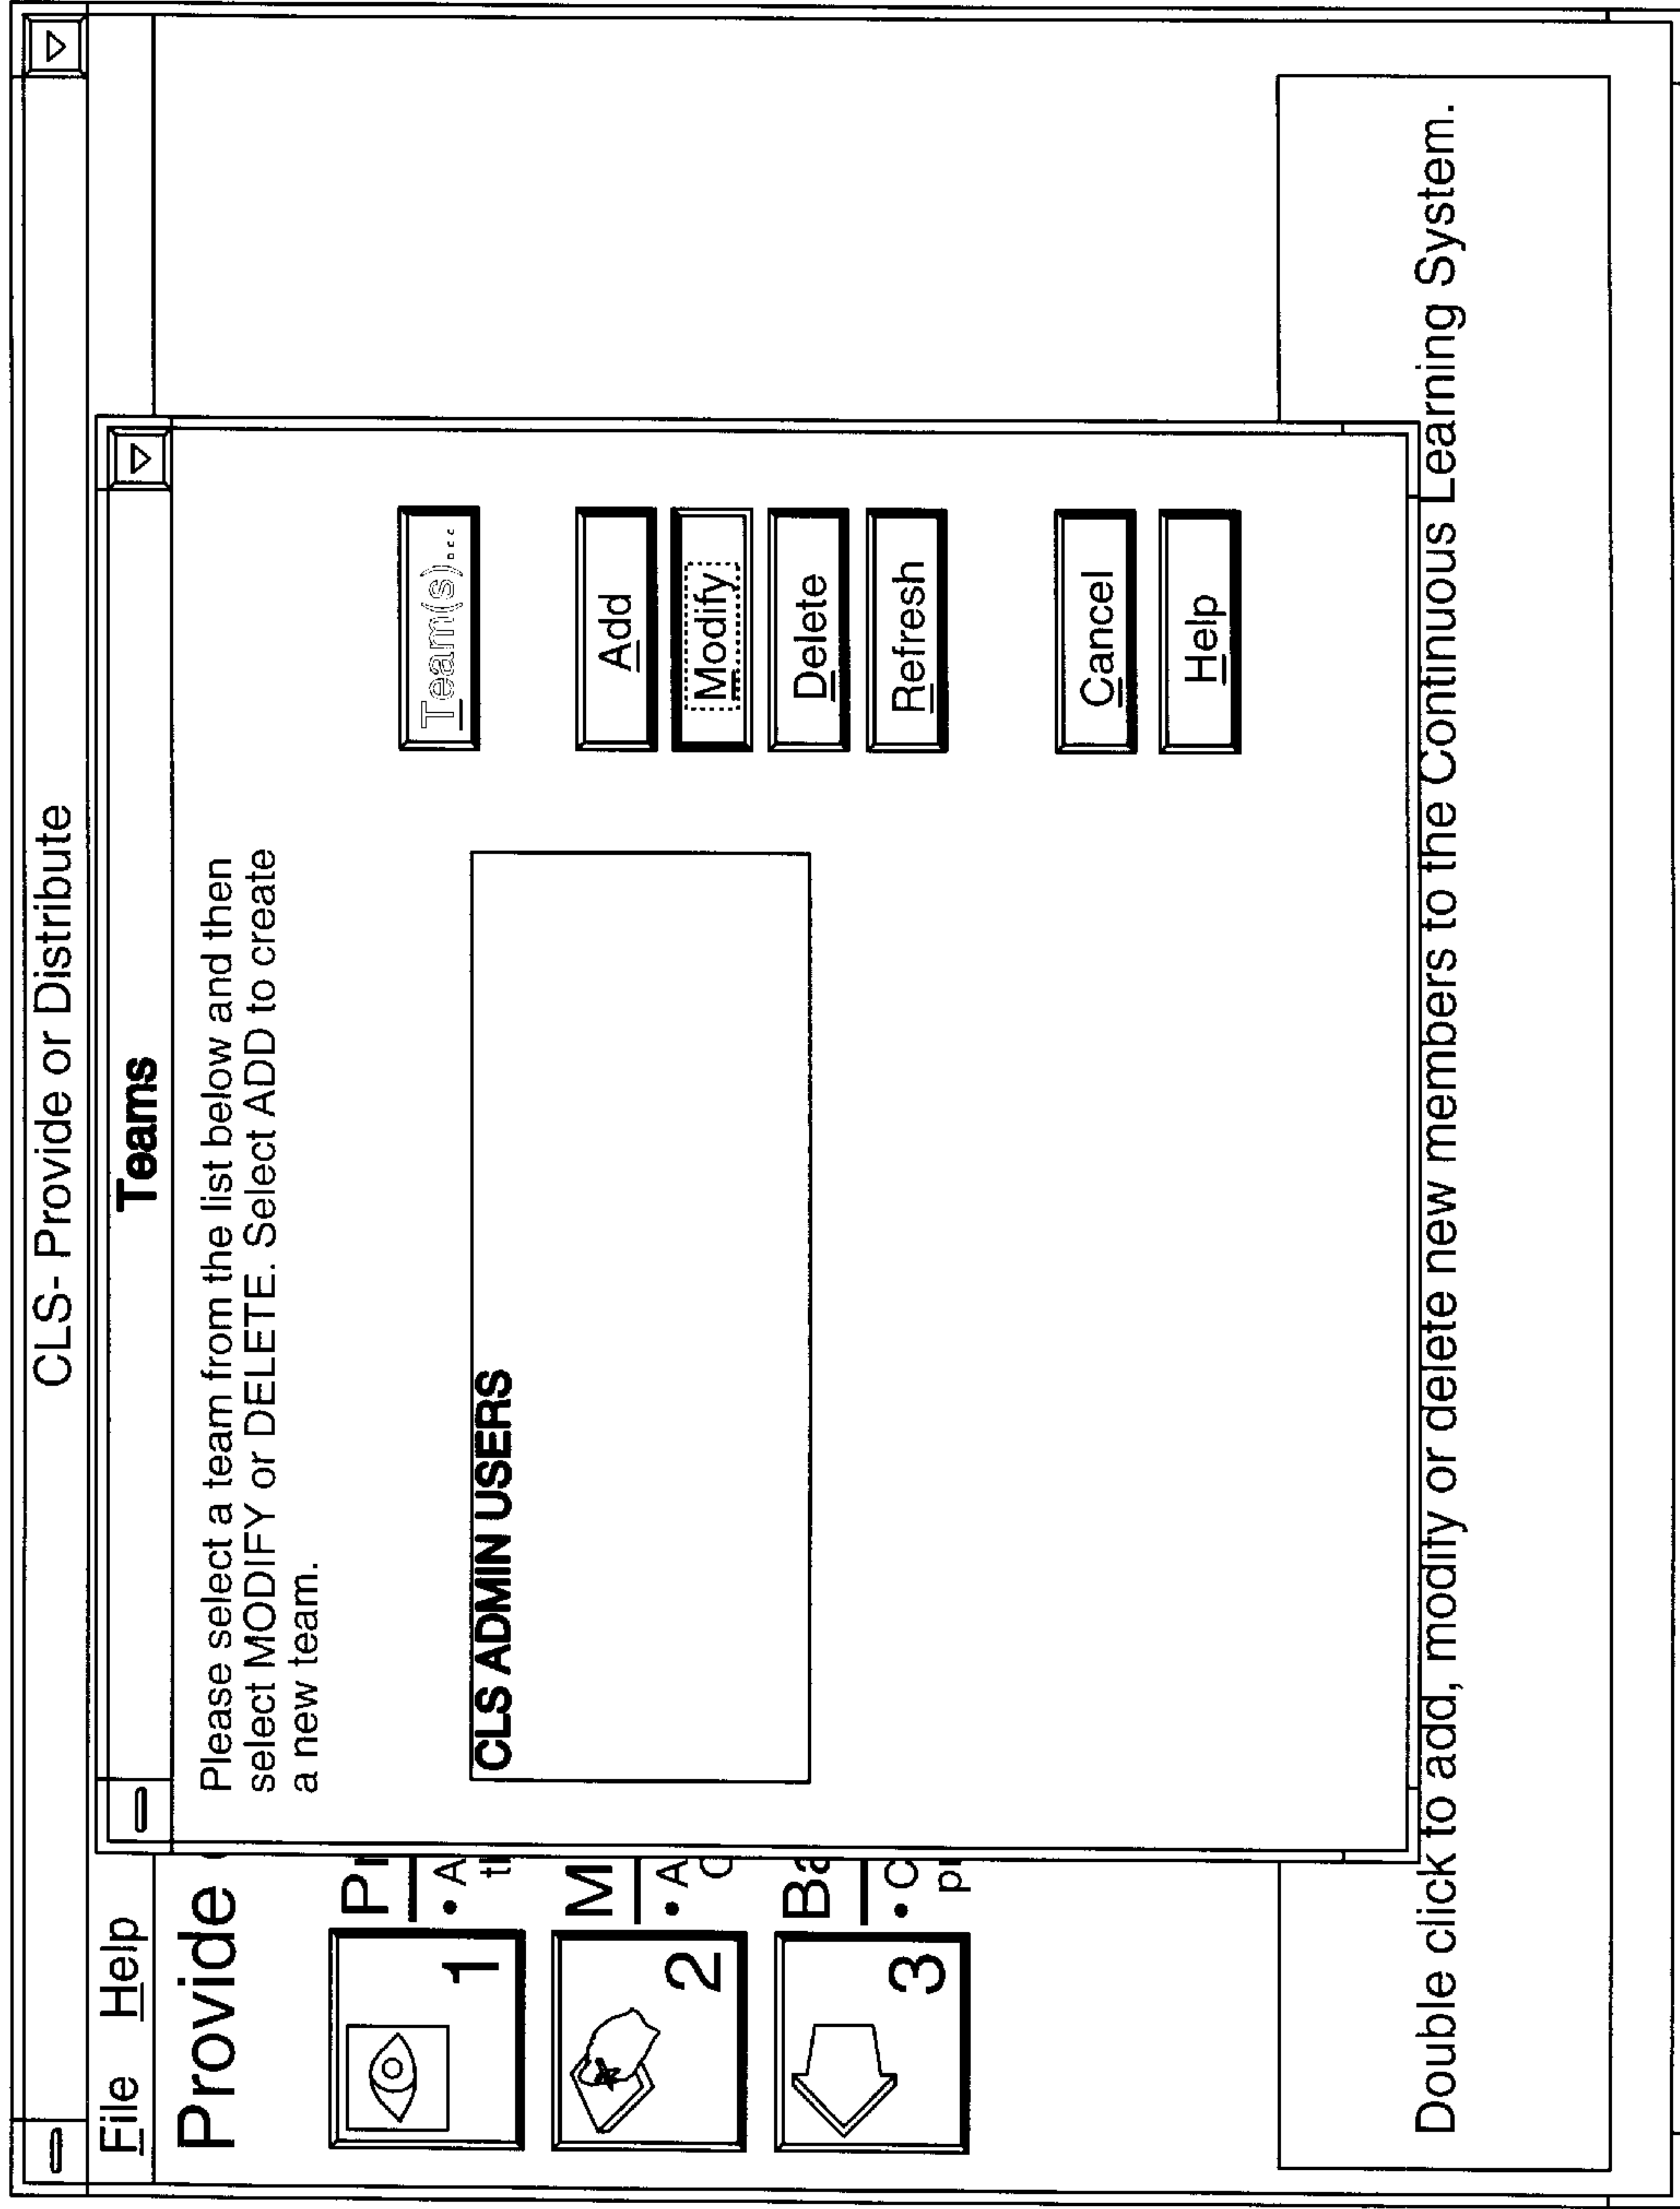 CLS- Provide or Distribute
File Help
Provide
Teams
Please select a team from the list below and then
select MODIFY or DELETE. Select ADD to create
a new team.
Team(s)...
CLS ADMIN USERS
Add
Modify
Delete
Refresh
Cancel
Help
1
2
3
Double click to add, modify or delete new members to the Continuous Learning System.